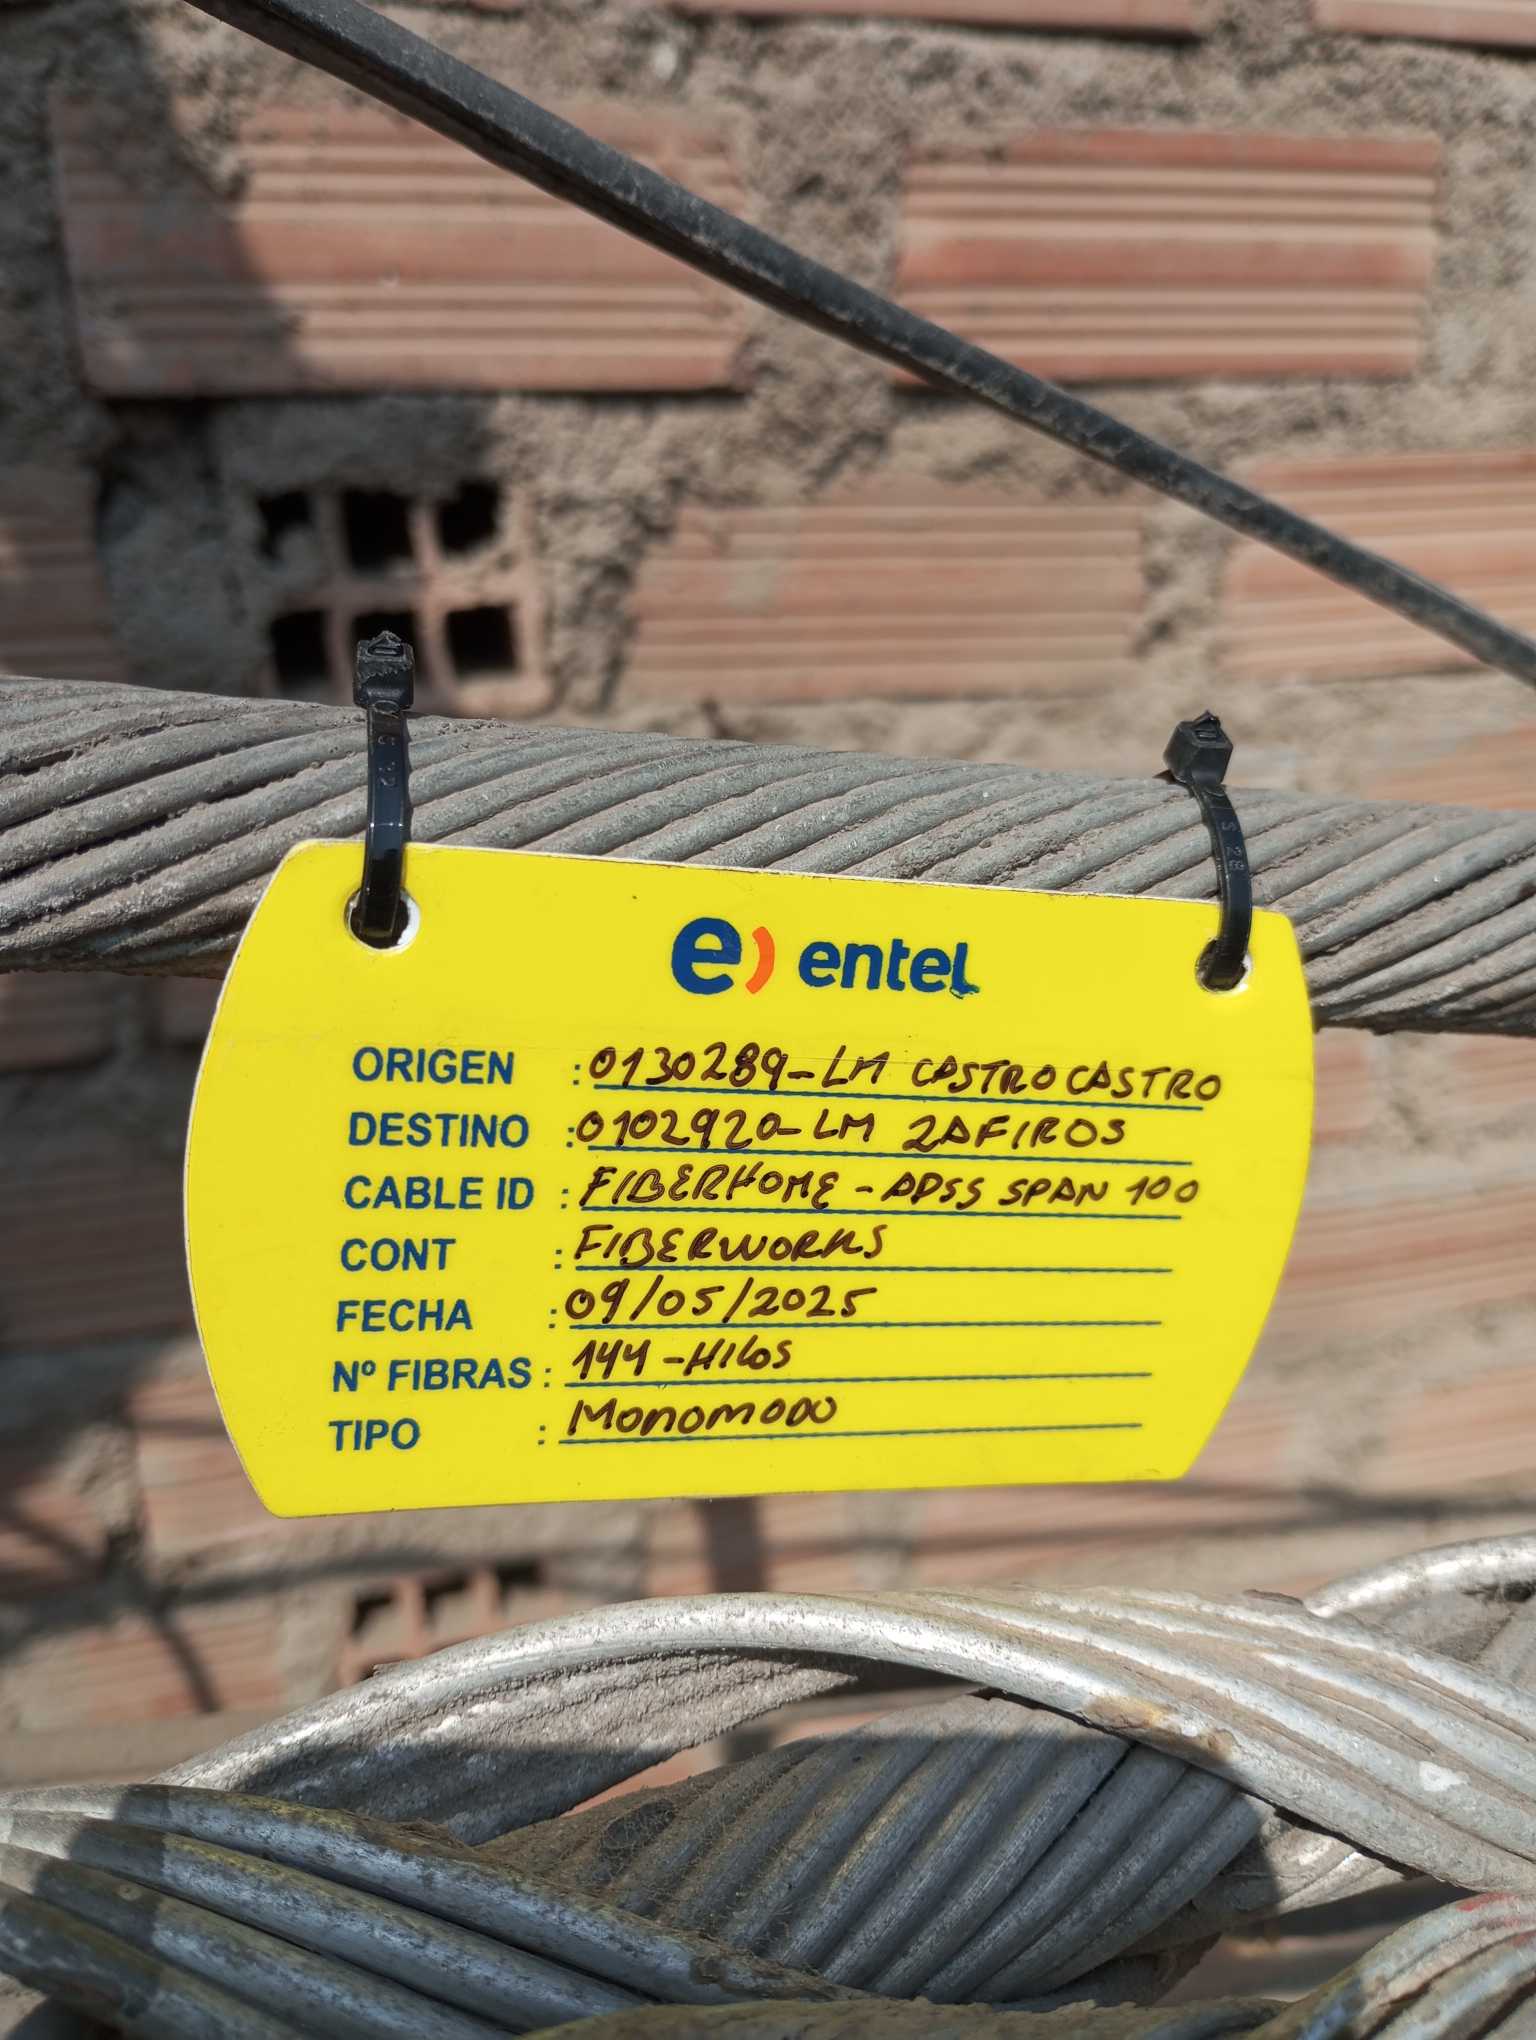 e) entel
ORIGEN : 0130289-LM CASTRO CASTRO
DESTINO : 0102920-LM ZAFIROS
CABLE ID : FIBERHOME - ADSS SPAN 100
CONT : FIBERWORKS
FECHA : 09/05/2025
Nº FIBRAS : 144-HILOS
TIPO : MONOMODO